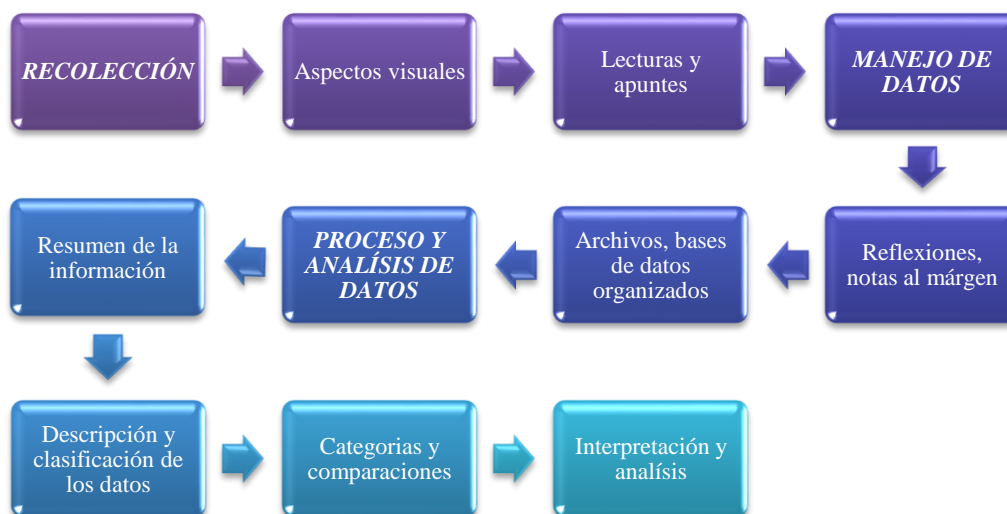 RECOLECCIÓN
Aspectos visuales
Lecturas y
apuntes
MANEJO DE
DATOS
Reflexiones,
notas al márgen
Archivos, bases
de datos
organizados
PROCESO Y
ANALÍSIS DE
DATOS
Resumen de la
información
Descripción y
clasificación de
los datos
Categorias y
comparaciones
Interpretación y
analísis